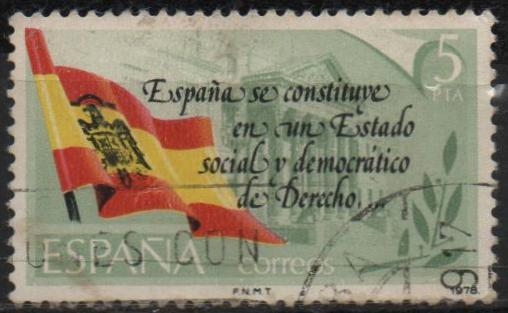 España se constituye
en un Estado
social y democrático
de Derecho...
5
PTA
ESPAÑA correos
F.N.M.T. 1978